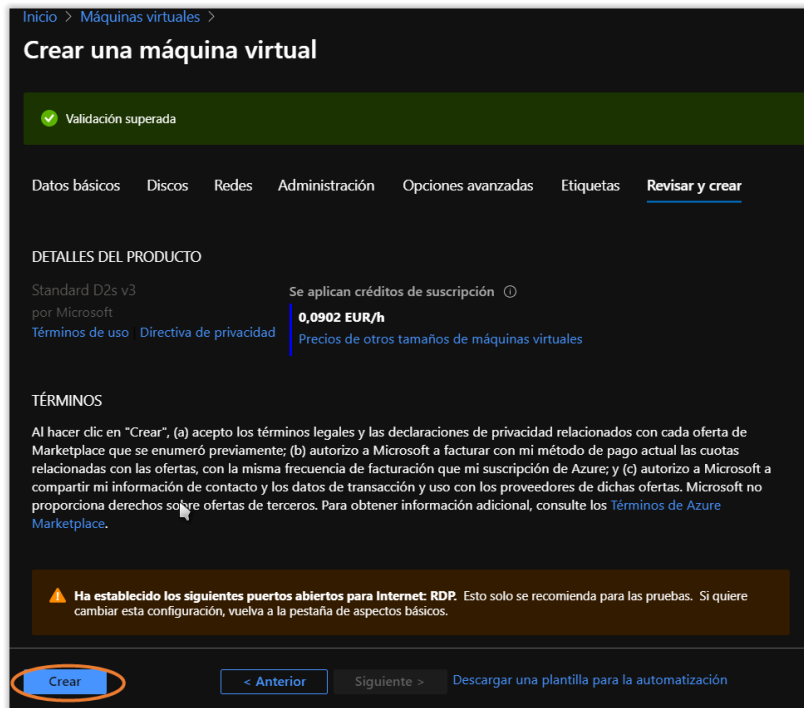 Inicio > Máquinas virtuales >
Crear una máquina virtual
Validación superada
Datos básicos Discos Redes Administración Opciones avanzadas Etiquetas Revisar y crear
DETALLES DEL PRODUCTO
Standard D2s v3
por Microsoft
Términos de uso | Directiva de privacidad
Se aplican créditos de suscripción
0,0902 EUR/h
Precios de otros tamaños de máquinas virtuales
TÉRMINOS
Al hacer clic en "Crear", (a) acepto los términos legales y las declaraciones de privacidad relacionados con cada oferta de
Marketplace que se enumeró previamente; (b) autorizo a Microsoft a facturar con mi método de pago actual las cuotas
relacionadas con las ofertas, con la misma frecuencia de facturación que mi suscripción de Azure; y (c) autorizo a Microsoft a
compartir mi información de contacto y los datos de transacción y uso con los proveedores de dichas ofertas. Microsoft no
proporciona derechos sobre ofertas de terceros. Para obtener información adicional, consulte los Términos de Azure
Marketplace.
Ha establecido los siguientes puertos abiertos para Internet: RDP. Esto solo se recomienda para las pruebas. Si quiere
cambiar esta configuración, vuelva a la pestaña de aspectos básicos.
Crear
< Anterior
Siguiente >
Descargar una plantilla para la automatización